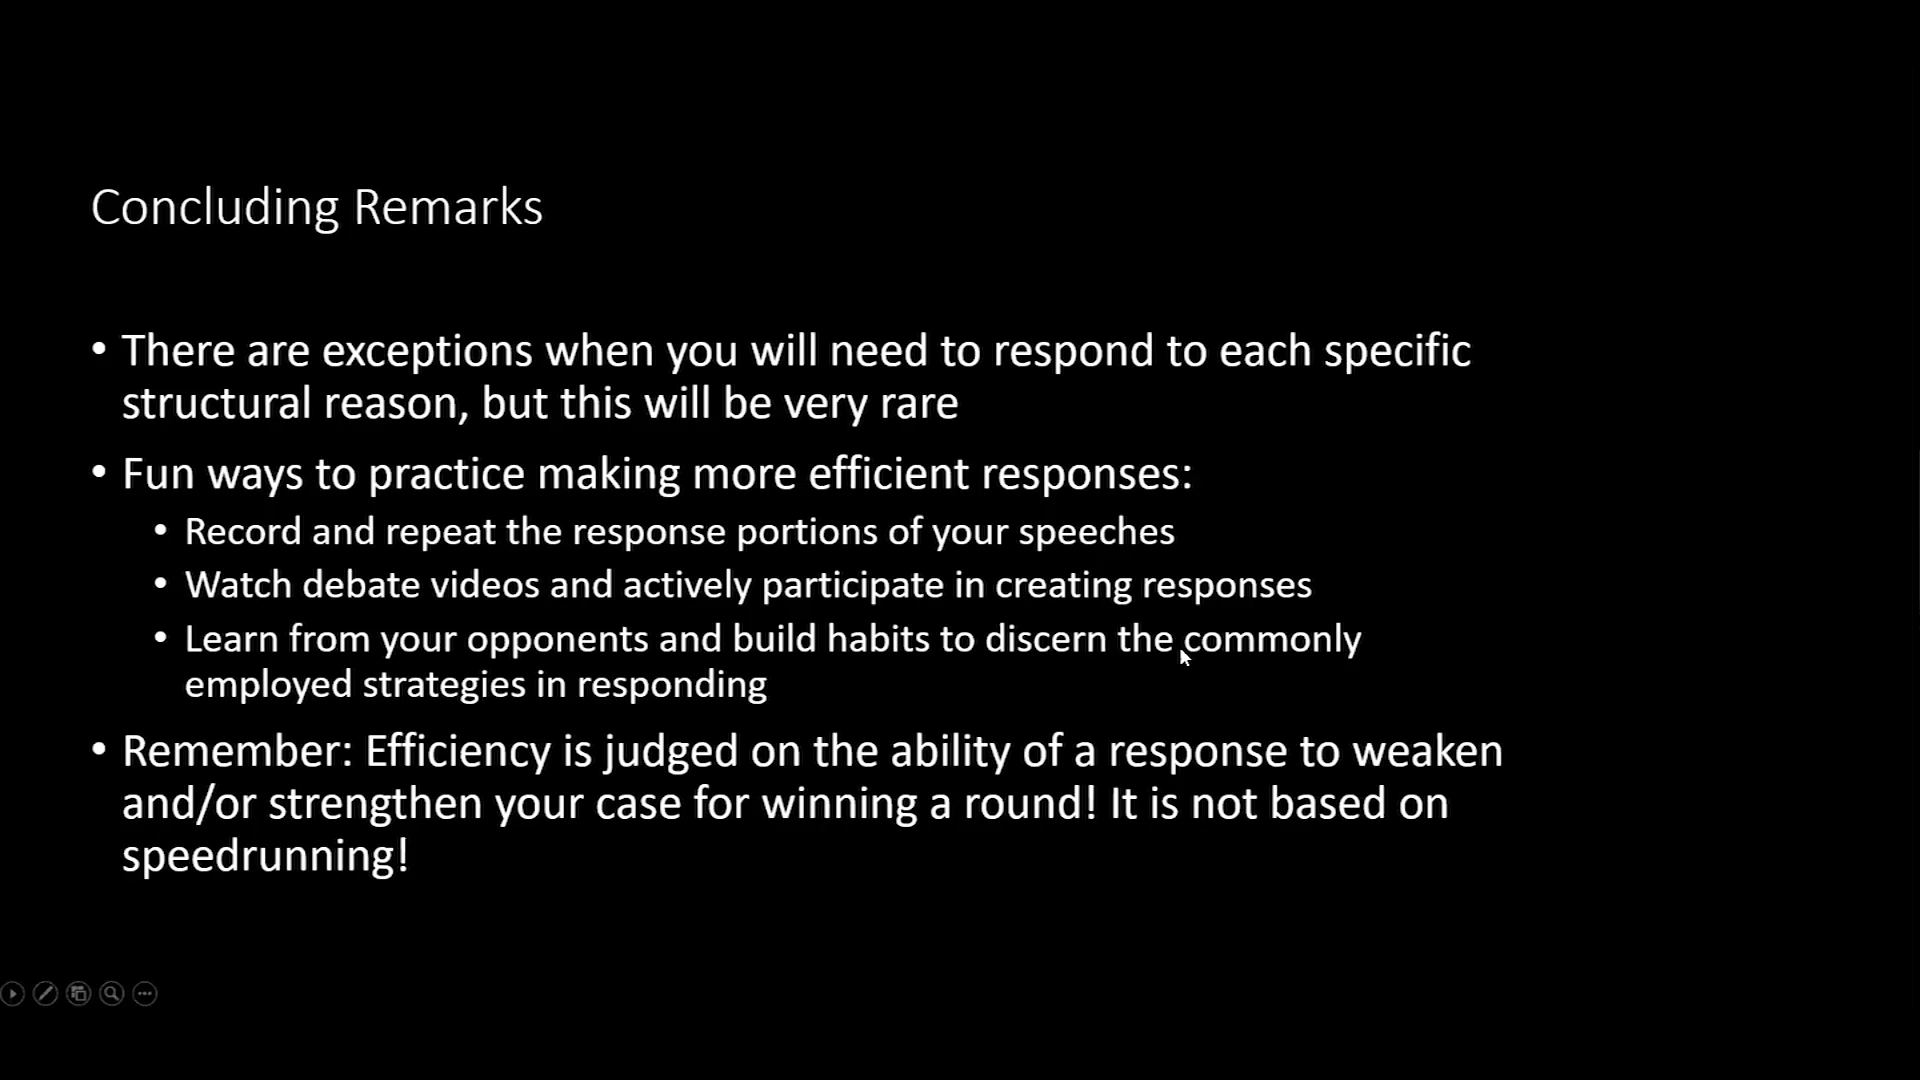 Concluding Remarks
• There are exceptions when you will need to respond to each specific
structural reason, but this will be very rare
• Fun ways to practice making more efficient responses:
• Record and repeat the response portions of your speeches
• Watch debate videos and actively participate in creating responses
• Learn from your opponents and build habits to discern the commonly
employed strategies in responding
• Remember: Efficiency is judged on the ability of a response to weaken
and/or strengthen your case for winning a round! It is not based on
speedrunning!